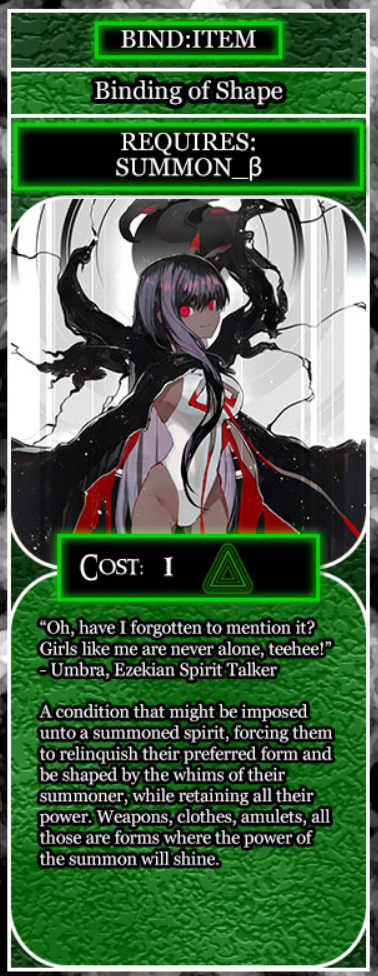 BIND:ITEM
Binding of Shape
REQUIRES:
SUMMON_β
Cost: 1
“Oh, have I forgotten to mention it?
Girls like me are never alone, teehee!”
- Umbra, Ezekian Spirit Talker
A condition that might be imposed
unto a summoned spirit, forcing them
to relinquish their preferred form and
be shaped by the whims of their
summoner, while retaining all their
power. Weapons, clothes, amulets, all
those are forms where the power of
the summon will shine.